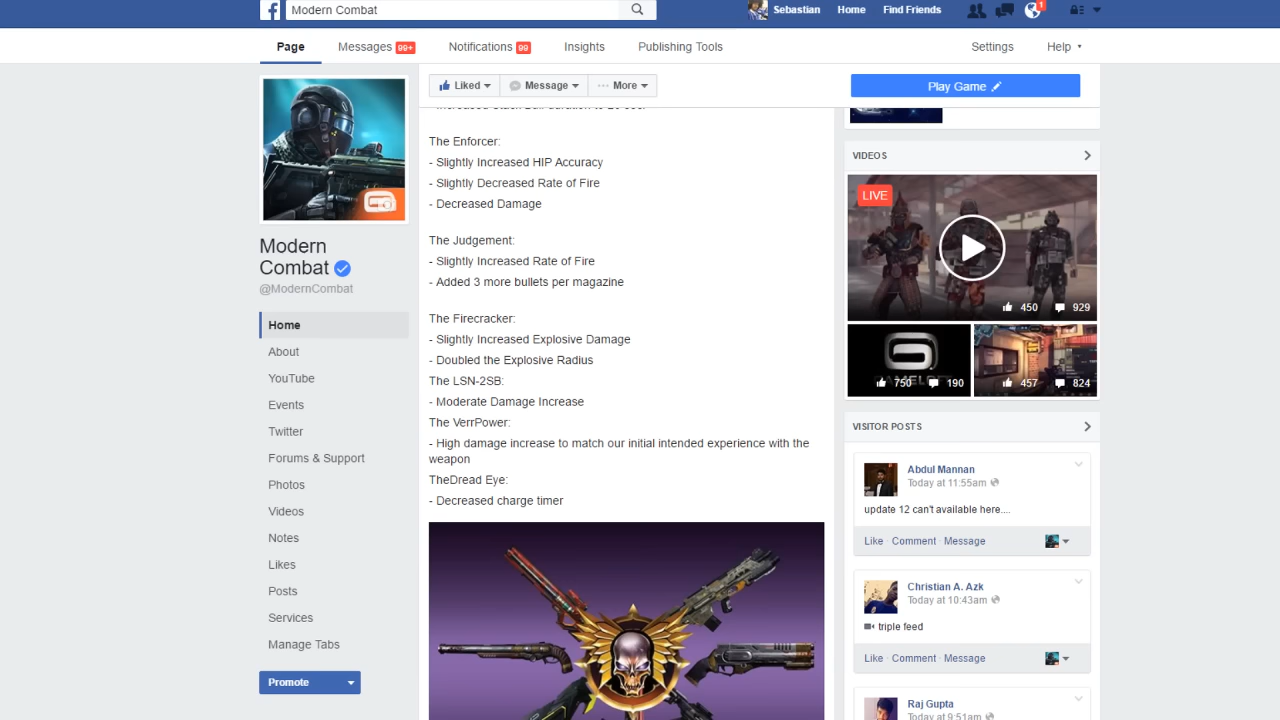 Modern Combat
Sebastian
Home
Find Friends
1
Page
Messages 99+
Notifications 99
Insights
Publishing Tools
Settings
Help
Liked
Message
More
Play Game
Modern
Combat
@ModernCombat
Home
About
YouTube
Events
Twitter
Forums & Support
Photos
Videos
Notes
Likes
Posts
Services
Manage Tabs
Promote
The Enforcer:
- Slightly Increased HIP Accuracy
- Slightly Decreased Rate of Fire
- Decreased Damage
The Judgement:
- Slightly Increased Rate of Fire
- Added 3 more bullets per magazine
The Firecracker:
- Slightly Increased Explosive Damage
- Doubled the Explosive Radius
The LSN-2SB:
- Moderate Damage Increase
The VerrPower:
- High damage increase to match our initial intended experience with the
weapon
TheDread Eye:
- Decreased charge timer
VIDEOS
LIVE
450 929
GAMELOFT
750 190
457 824
VISITOR POSTS
Abdul Mannan
Today at 11:55am
update 12 can't available here....
Like · Comment · Message
Christian A. Azk
Today at 10:43am
triple feed
Like · Comment · Message
Raj Gupta
Today at 9:51am